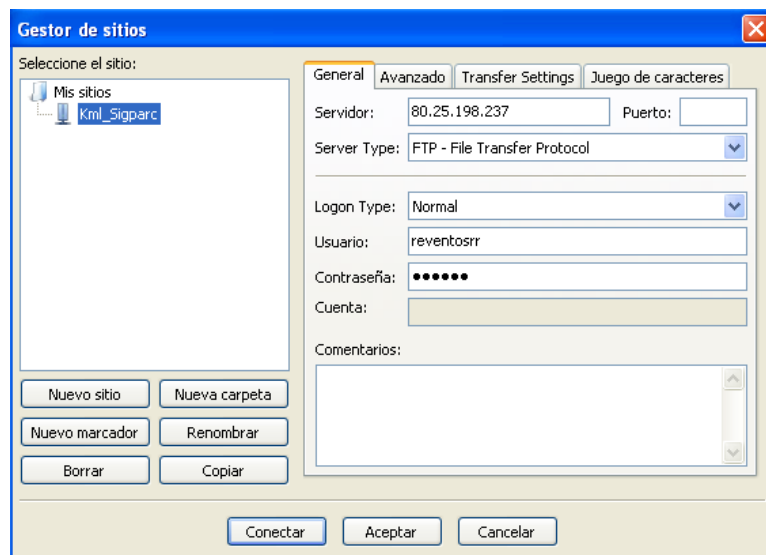 Gestor de sitios
Seleccione el sitio:
Mis sitios
Kml_Sigparc
Nuevo sitio Nueva carpeta
Nuevo marcador Renombrar
Borrar Copiar
General Avanzado Transfer Settings Juego de caracteres
Servidor: 80.25.198.237 Puerto:
Server Type: FTP - File Transfer Protocol
Logon Type: Normal
Usuario: reventosrr
Contraseña: ●●●●●●
Cuenta:
Comentarios:
Conectar Aceptar Cancelar